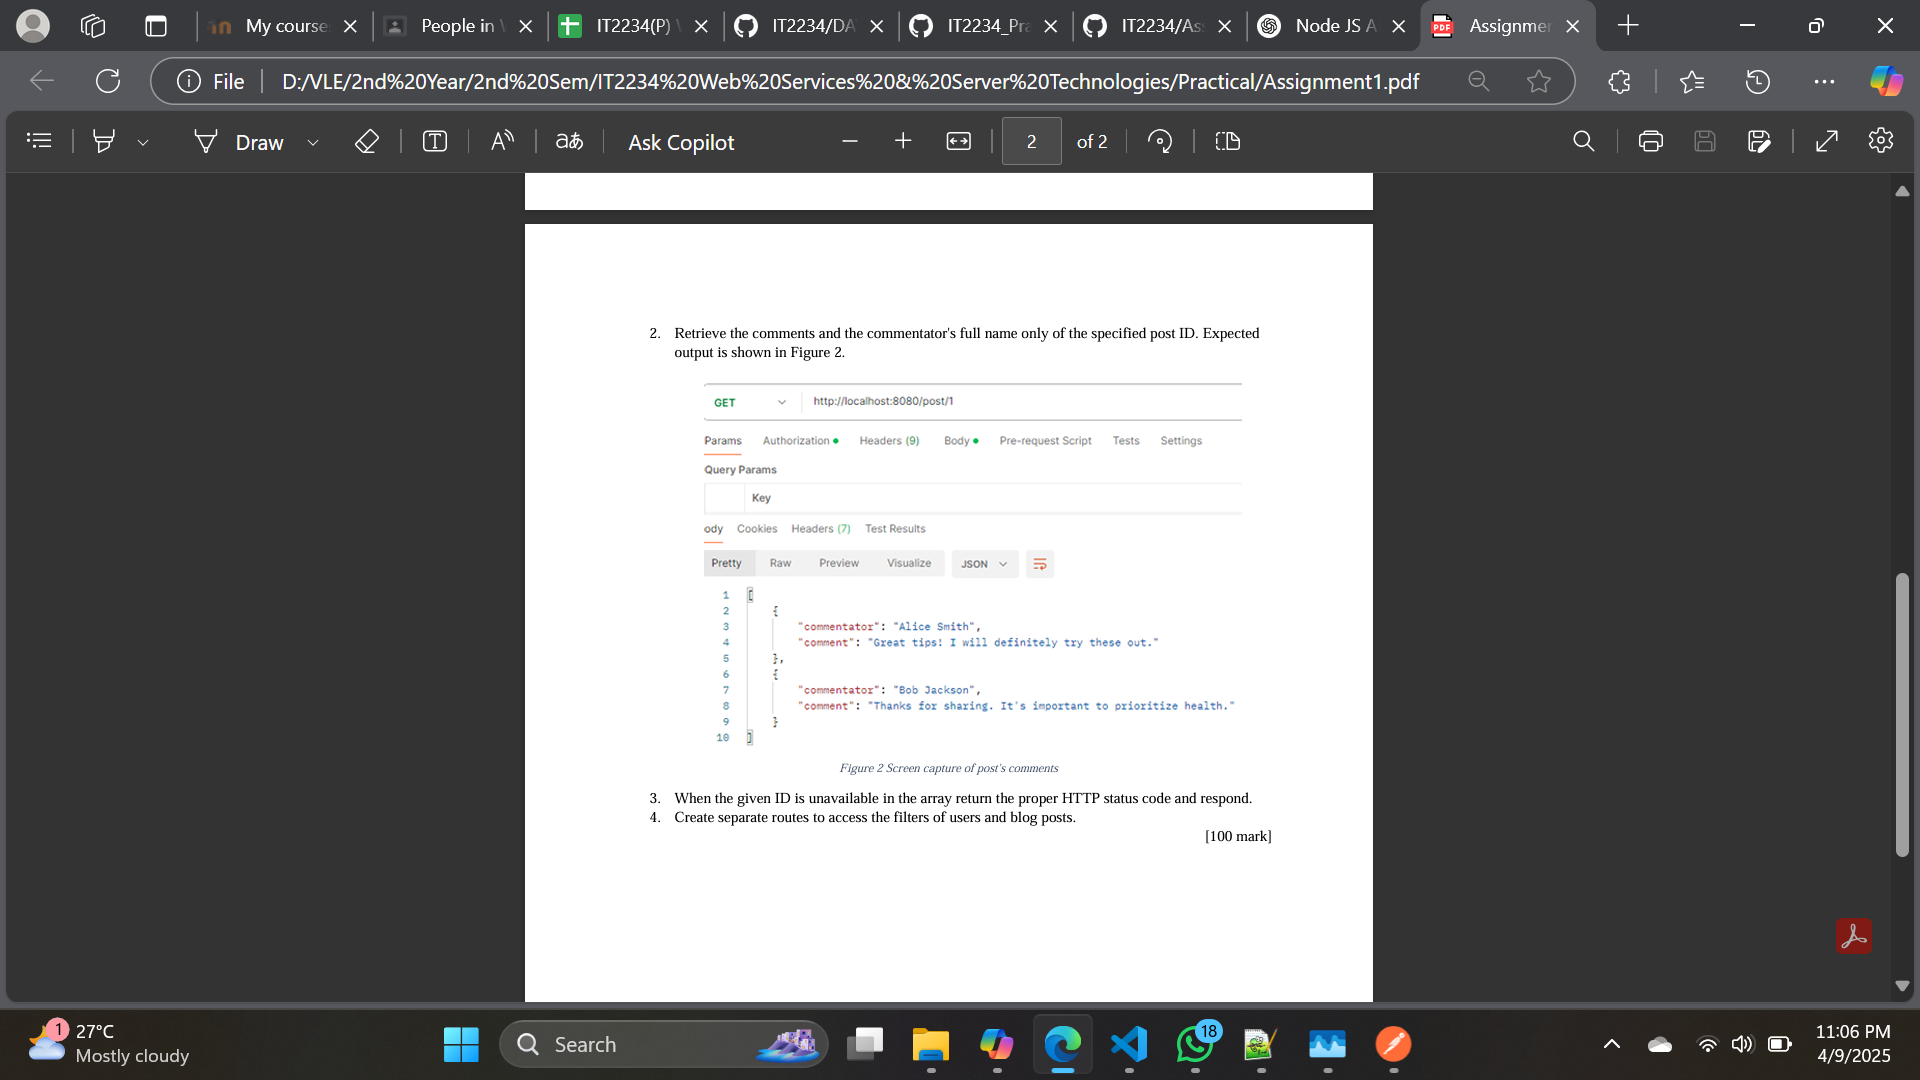 My course
People in
IT2234(P)
IT2234/DA
IT2234_Pra
IT2234/As
Node JS A
Assignmen
File
D:/VLE/2nd%20Year/2nd%20Sem/IT2234%20Web%20Services%20&%20Server%20Technologies/Practical/Assignment1.pdf
Draw
Ask Copilot
2
of 2
2. Retrieve the comments and the commentator's full name only of the specified post ID. Expected
output is shown in Figure 2.
GET
http://localhost:8080/post/1
Params Authorization Headers (9) Body Pre-request Script Tests Settings
Query Params
Key
ody Cookies Headers (7) Test Results
Pretty Raw Preview Visualize JSON
1 [
2 {
3 "commentator": "Alice Smith",
4 "comment": "Great tips! I will definitely try these out."
5 },
6 {
7 "commentator": "Bob Jackson",
8 "comment": "Thanks for sharing. It's important to prioritize health."
9 }
10 ]
Figure 2 Screen capture of post's comments
3. When the given ID is unavailable in the array return the proper HTTP status code and respond.
4. Create separate routes to access the filters of users and blog posts.
[100 mark]
1
27°C
Mostly cloudy
Search
18
11:06 PM
4/9/2025